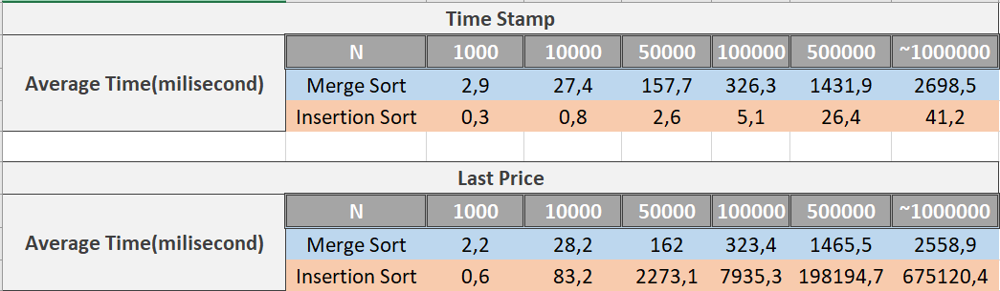 Time Stamp
N 1000 10000 50000 100000 500000 ~1000000
Average Time(milisecond) Merge Sort 2,9 27,4 157,7 326,3 1431,9 2698,5
Insertion Sort 0,3 0,8 2,6 5,1 26,4 41,2
Last Price
N 1000 10000 50000 100000 500000 ~1000000
Average Time(milisecond) Merge Sort 2,2 28,2 162 323,4 1465,5 2558,9
Insertion Sort 0,6 83,2 2273,1 7935,3 198194,7 675120,4